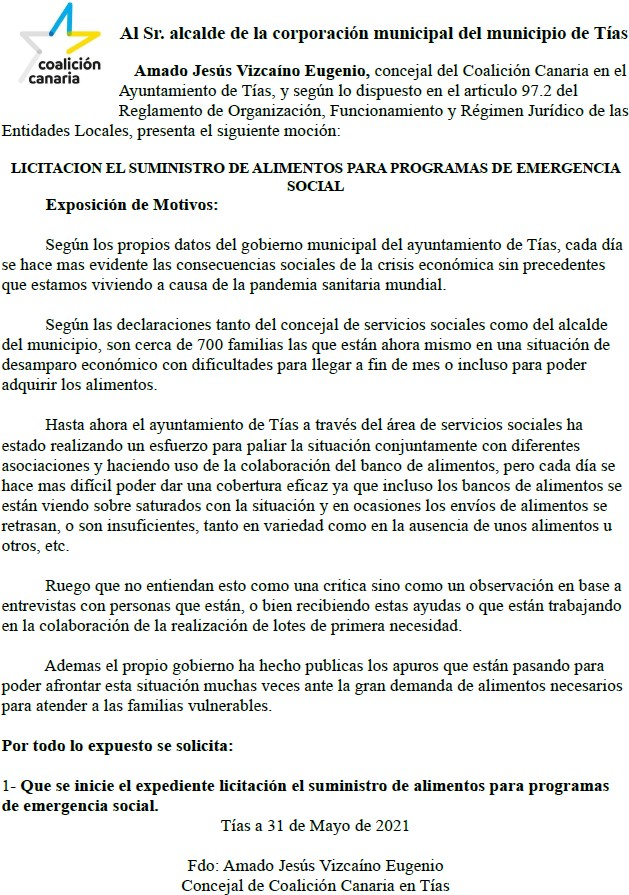 Al Sr. alcalde de la corporación municipal del municipio de Tías
coalición
canaria
Amado Jesús Vizcaíno Eugenio, concejal del Coalición Canaria en el
Ayuntamiento de Tías, y según lo dispuesto en el articulo 97.2 del
Reglamento de Organización, Funcionamiento y Régimen Jurídico de las
Entidades Locales, presenta el siguiente moción:
LICITACION EL SUMINISTRO DE ALIMENTOS PARA PROGRAMAS DE EMERGENCIA
SOCIAL
Exposición de Motivos:
Según los propios datos del gobierno municipal del ayuntamiento de Tías, cada día
se hace mas evidente las consecuencias sociales de la crisis económica sin precedentes
que estamos viviendo a causa de la pandemia sanitaria mundial.
Según las declaraciones tanto del concejal de servicios sociales como del alcalde
del municipio, son cerca de 700 familias las que están ahora mismo en una situación de
desamparo económico con dificultades para llegar a fin de mes o incluso para poder
adquirir los alimentos.
Hasta ahora el ayuntamiento de Tías a través del área de servicios sociales ha
estado realizando un esfuerzo para paliar la situación conjuntamente con diferentes
asociaciones y haciendo uso de la colaboración del banco de alimentos, pero cada día se
hace mas difícil poder dar una cobertura eficaz ya que incluso los bancos de alimentos se
están viendo sobre saturados con la situación y en ocasiones los envíos de alimentos se
retrasan, o son insuficientes, tanto en variedad como en la ausencia de unos alimentos u
otros, etc.
Ruego que no entiendan esto como una critica sino como un observación en base a
entrevistas con personas que están, o bien recibiendo estas ayudas o que están trabajando
en la colaboración de la realización de lotes de primera necesidad.
Ademas el propio gobierno ha hecho publicas los apuros que están pasando para
poder afrontar esta situación muchas veces ante la gran demanda de alimentos necesarios
para atender a las familias vulnerables.
Por todo lo expuesto se solicita:
1- Que se inicie el expediente licitación el suministro de alimentos para programas
de emergencia social.
Tías a 31 de Mayo de 2021
Fdo: Amado Jesús Vizcaíno Eugenio
Concejal de Coalición Canaria en Tías